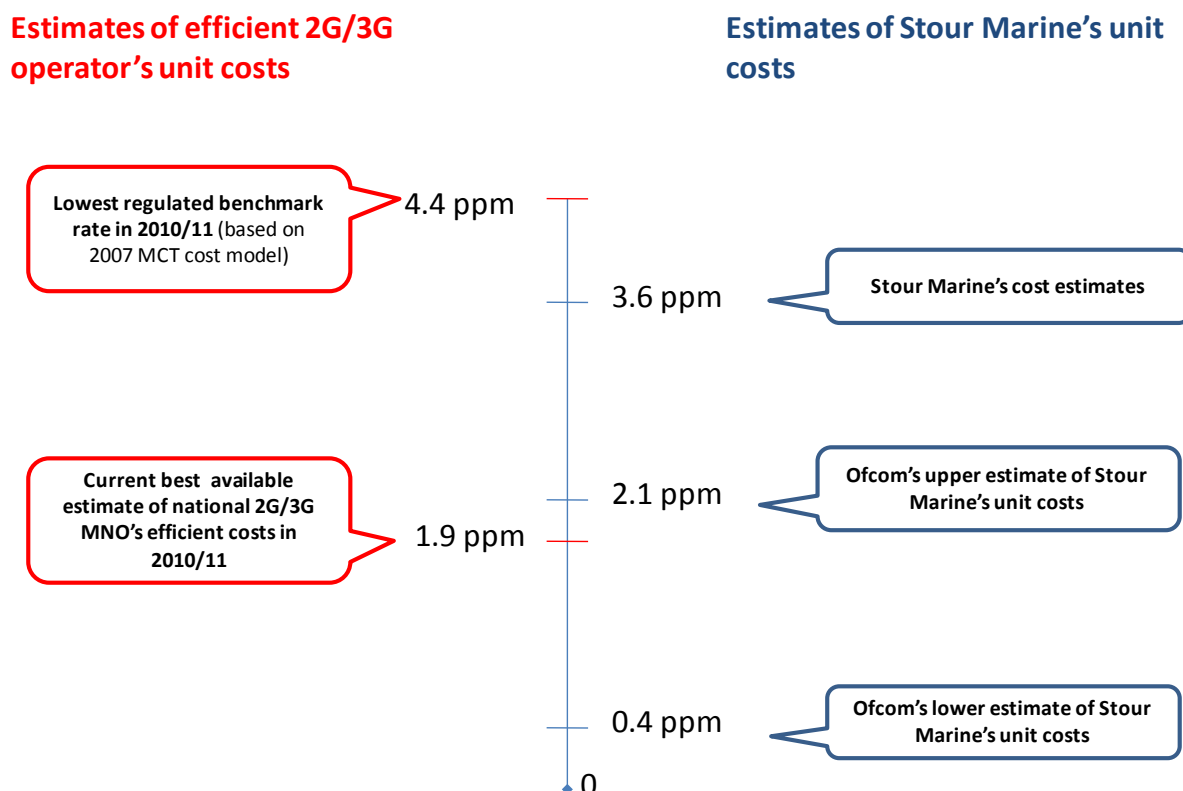 Estimates of efficient 2G/3G
operator’s unit costs
Estimates of Stour Marine’s unit
costs
Lowest regulated benchmark
rate in 2010/11 (based on
2007 MCT cost model)
4.4 ppm
3.6 ppm
Stour Marine’s cost estimates
Current best available
estimate of national 2G/3G
MNO’s efficient costs in
2010/11
2.1 ppm
Ofcom’s upper estimate of Stour
Marine’s unit costs
1.9 ppm
0.4 ppm
Ofcom’s lower estimate of Stour
Marine’s unit costs
0